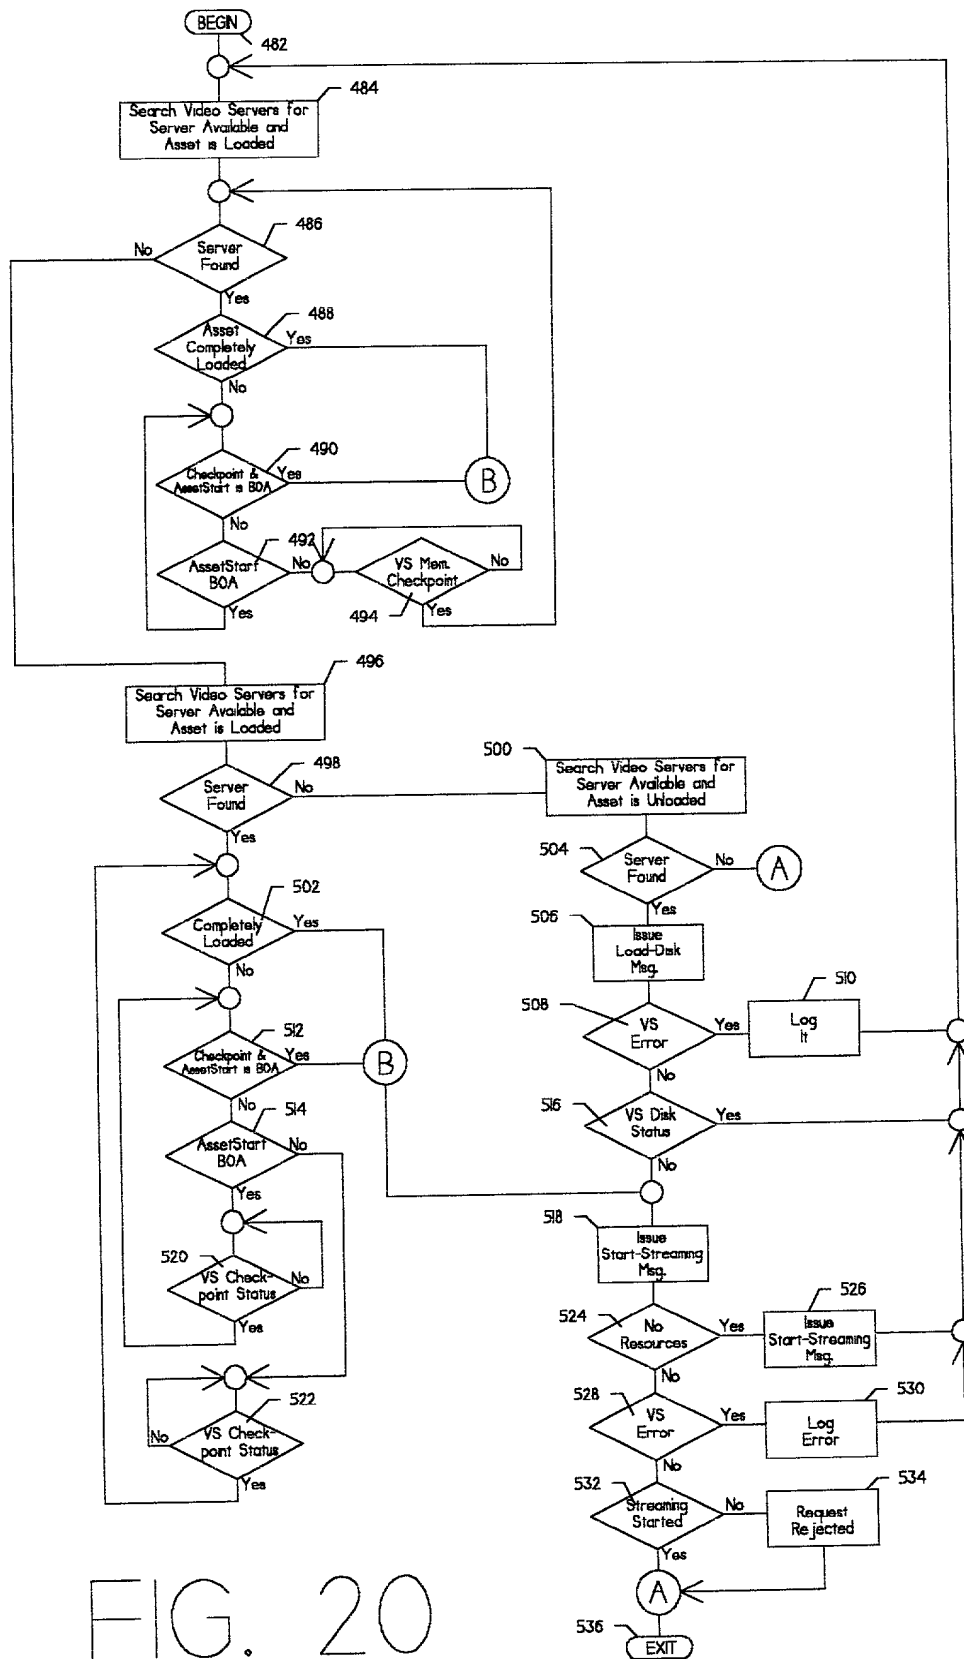 BEGIN
482
484
Search Video Servers for
Server Available and
Asset is Loaded
486
No
Server
Found
Yes
488
Asset
Completely
Loaded
Yes
No
490
Checkpoint &
AssetStart is BOA
Yes
B
No
492
AssetStart
BOA
No
Yes
VS Mem.
Checkpoint
No
494
Yes
496
Search Video Servers for
Server Available and
Asset is Loaded
498
Server
Found
No
Yes
500
Search Video Servers for
Server Available and
Asset is Unloaded
504
Server
Found
No
A
Yes
502
Completely
Loaded
Yes
No
506
Issue
Load-Disk
Msg.
508
VS
Error
Yes
510
Log
It
No
512
Checkpoint &
AssetStart is BOA
Yes
B
No
514
AssetStart
BOA
No
Yes
516
VS Disk
Status
Yes
No
518
Issue
Start-Streaming
Msg.
520
VS Check-
point Status
No
Yes
524
No
Resources
Yes
526
Issue
Start-Streaming
Msg.
No
522
VS Check-
point Status
No
Yes
528
VS
Error
Yes
530
Log
Error
No
532
Streaming
Started
No
534
Request
Rejected
Yes
A
536
EXIT
FIG. 20